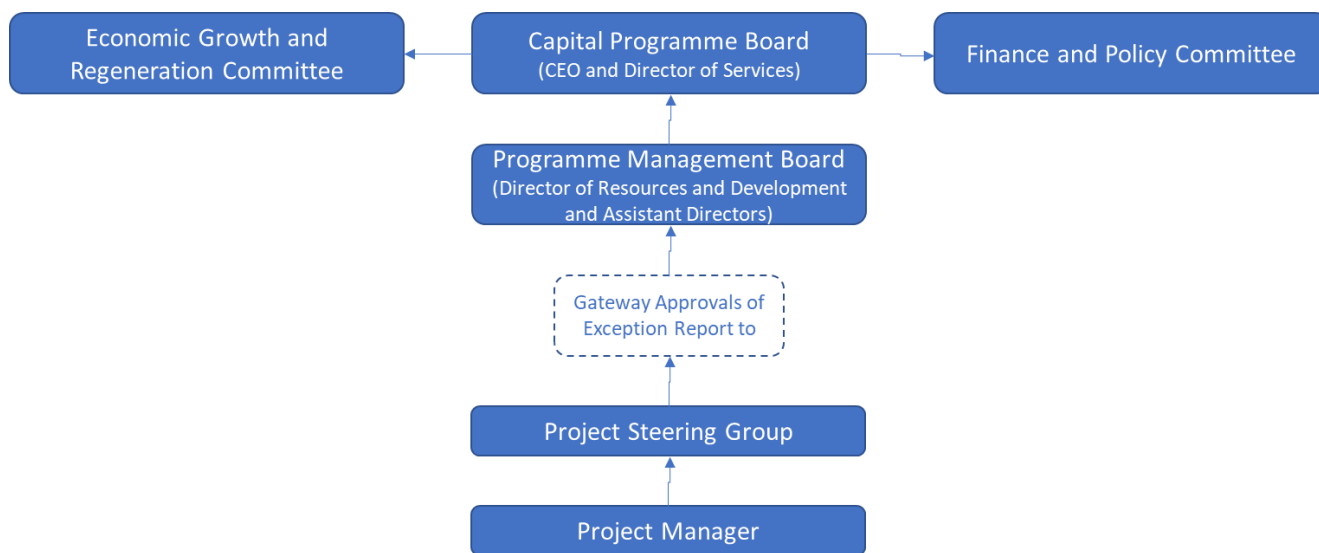 Economic Growth and
Regeneration Committee
Capital Programme Board
(CEO and Director of Services)
Finance and Policy Committee
Programme Management Board
(Director of Resources and Development
and Assistant Directors)
Gateway Approvals of
Exception Report to
Project Steering Group
Project Manager